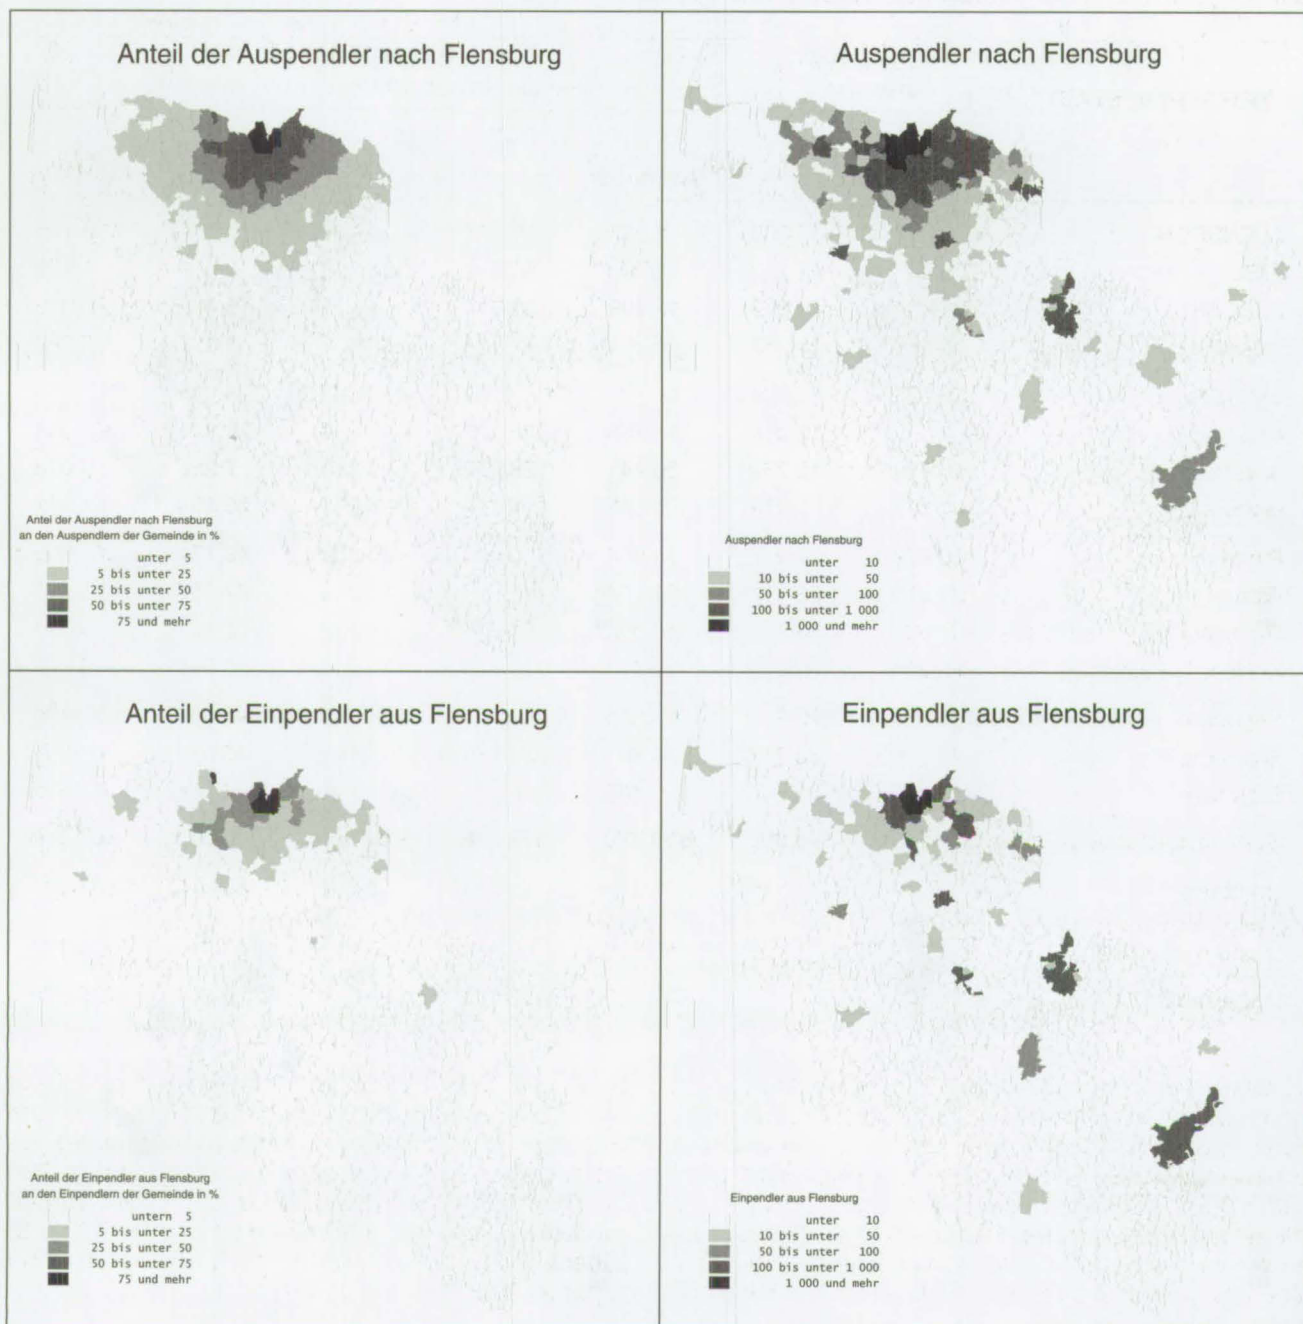 Anteil der Auspendler nach Flensburg
Anteil der Auspendler nach Flensburg
an den Auspendlern der Gemeinde in %
unter 5
5 bis unter 25
25 bis unter 50
50 bis unter 75
75 und mehr
Auspendler nach Flensburg
Auspendler nach Flensburg
unter 10
10 bis unter 50
50 bis unter 100
100 bis unter 1 000
1 000 und mehr
Anteil der Einpendler aus Flensburg
Anteil der Einpendler aus Flensburg
an den Einpendlern der Gemeinde in %
untern 5
5 bis unter 25
25 bis unter 50
50 bis unter 75
75 und mehr
Einpendler aus Flensburg
Einpendler aus Flensburg
unter 10
10 bis unter 50
50 bis unter 100
100 bis unter 1 000
1 000 und mehr